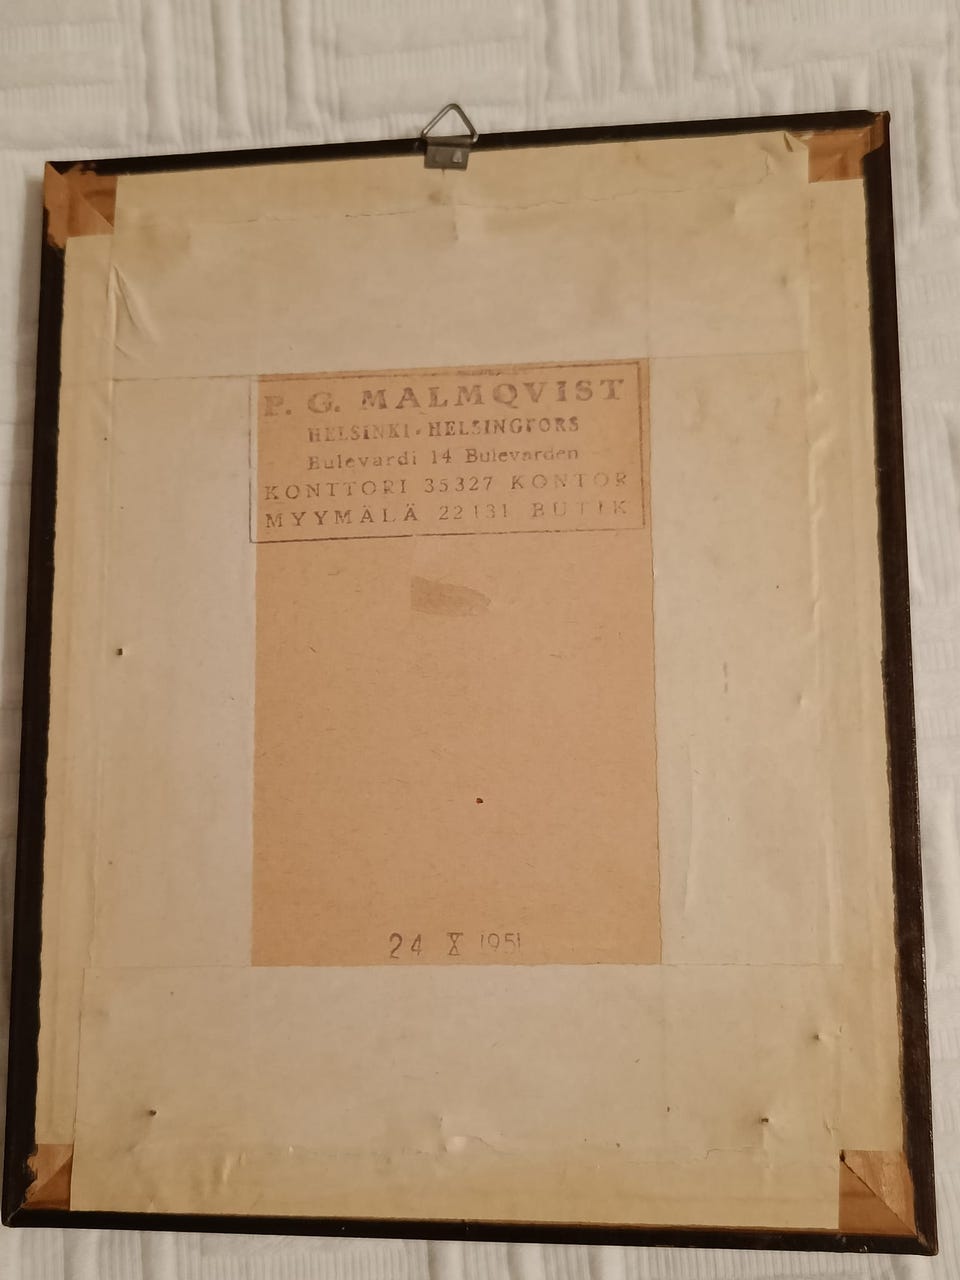 P. G. MALMQVIST
HELSINKI - HELSINGFORS
Bulevardi 14 Bulevarden
KONTTORI 35327 KONTOR
MYYMÄLÄ 22131 BUTIK
24 X 1951